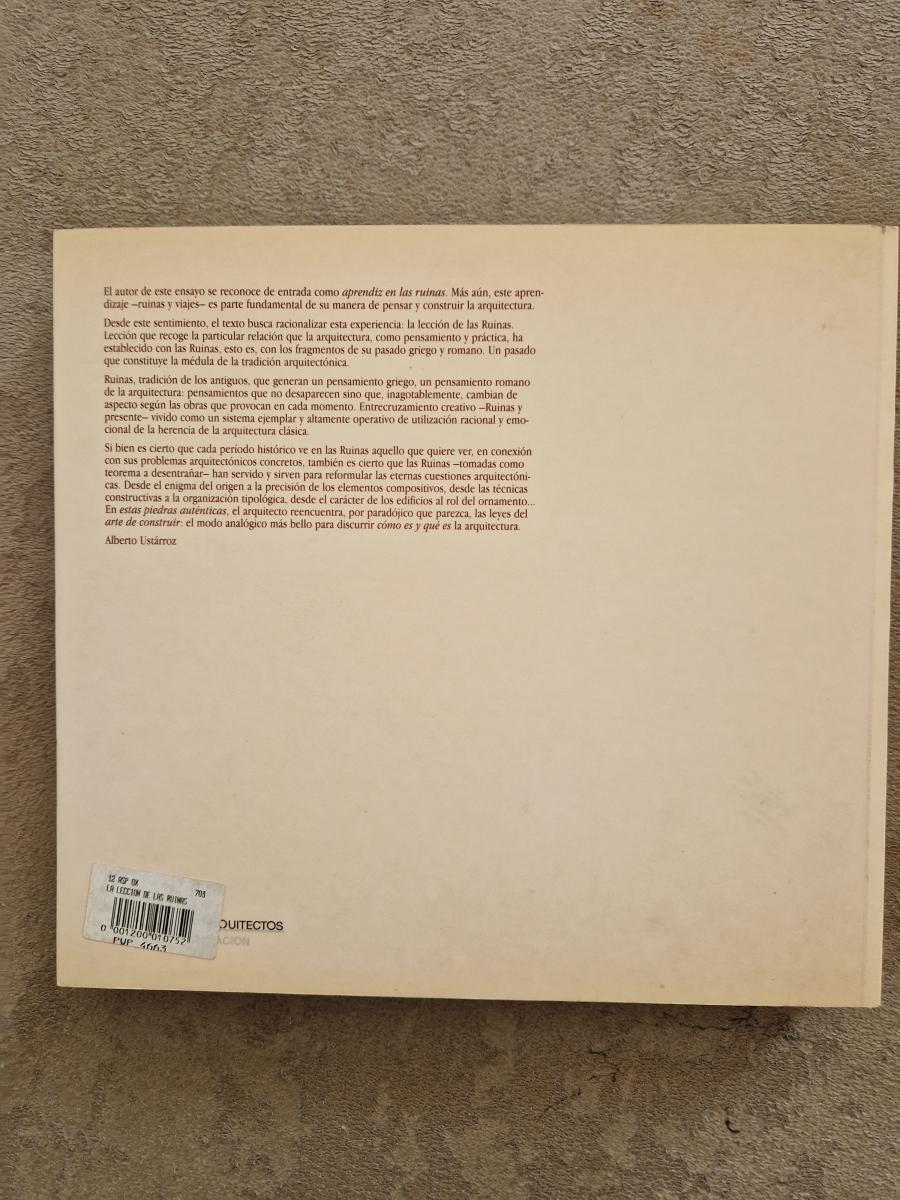 El autor de este ensayo se reconoce de entrada como aprendiz en las ruinas. Más aún, este apren-
dizaje –ruinas y viajes– es parte fundamental de su manera de pensar y construir la arquitectura.
Desde este sentimiento, el texto busca racionalizar esta experiencia: la lección de las Ruinas.
Lección que recoge la particular relación que la arquitectura, como pensamiento y práctica, ha
establecido con las Ruinas, esto es, con los fragmentos de su pasado griego y romano. Un pasado
que constituye la médula de la tradición arquitectónica.
Ruinas, tradición de los antiguos, que generan un pensamiento griego, un pensamiento romano
de la arquitectura: pensamientos que no desaparecen sino que, inagotablemente, cambian de
aspecto según las obras que provocan en cada momento. Entrecruzamiento creativo –Ruinas y
presente– vivido como un sistema ejemplar y altamente operativo de utilización racional y emo-
cional de la herencia de la arquitectura clásica.
Si bien es cierto que cada período histórico ve en las Ruinas aquello que quiere ver, en conexión
con sus problemas arquitectónicos concretos, también es cierto que las Ruinas –tomadas como
teorema a desentrañar– han servido y sirven para reformular las eternas cuestiones arquitectóni-
cas. Desde el enigma del origen a la precisión de los elementos compositivos, desde las técnicas
constructivas a la organización tipológica, desde el carácter de los edificios al rol del ornamento...
En estas piedras auténticas, el arquitecto reencuentra, por paradójico que parezca, las leyes del
arte de construir: el modo analógico más bello para discurrir cómo es y qué es la arquitectura.
Alberto Ustárroz
12 ASP OX 703
LA LECCION DE LAS RUINAS
0 001200 010752
PVP 4663
QUITECTOS
ACION